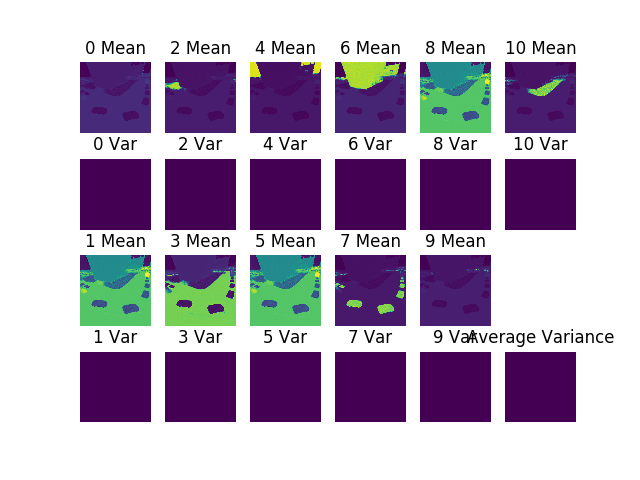 0 Mean 2 Mean 4 Mean 6 Mean 8 Mean 10 Mean
0 Var 2 Var 4 Var 6 Var 8 Var 10 Var
1 Mean 3 Mean 5 Mean 7 Mean 9 Mean
1 Var 3 Var 5 Var 7 Var 9 Var Average Variance